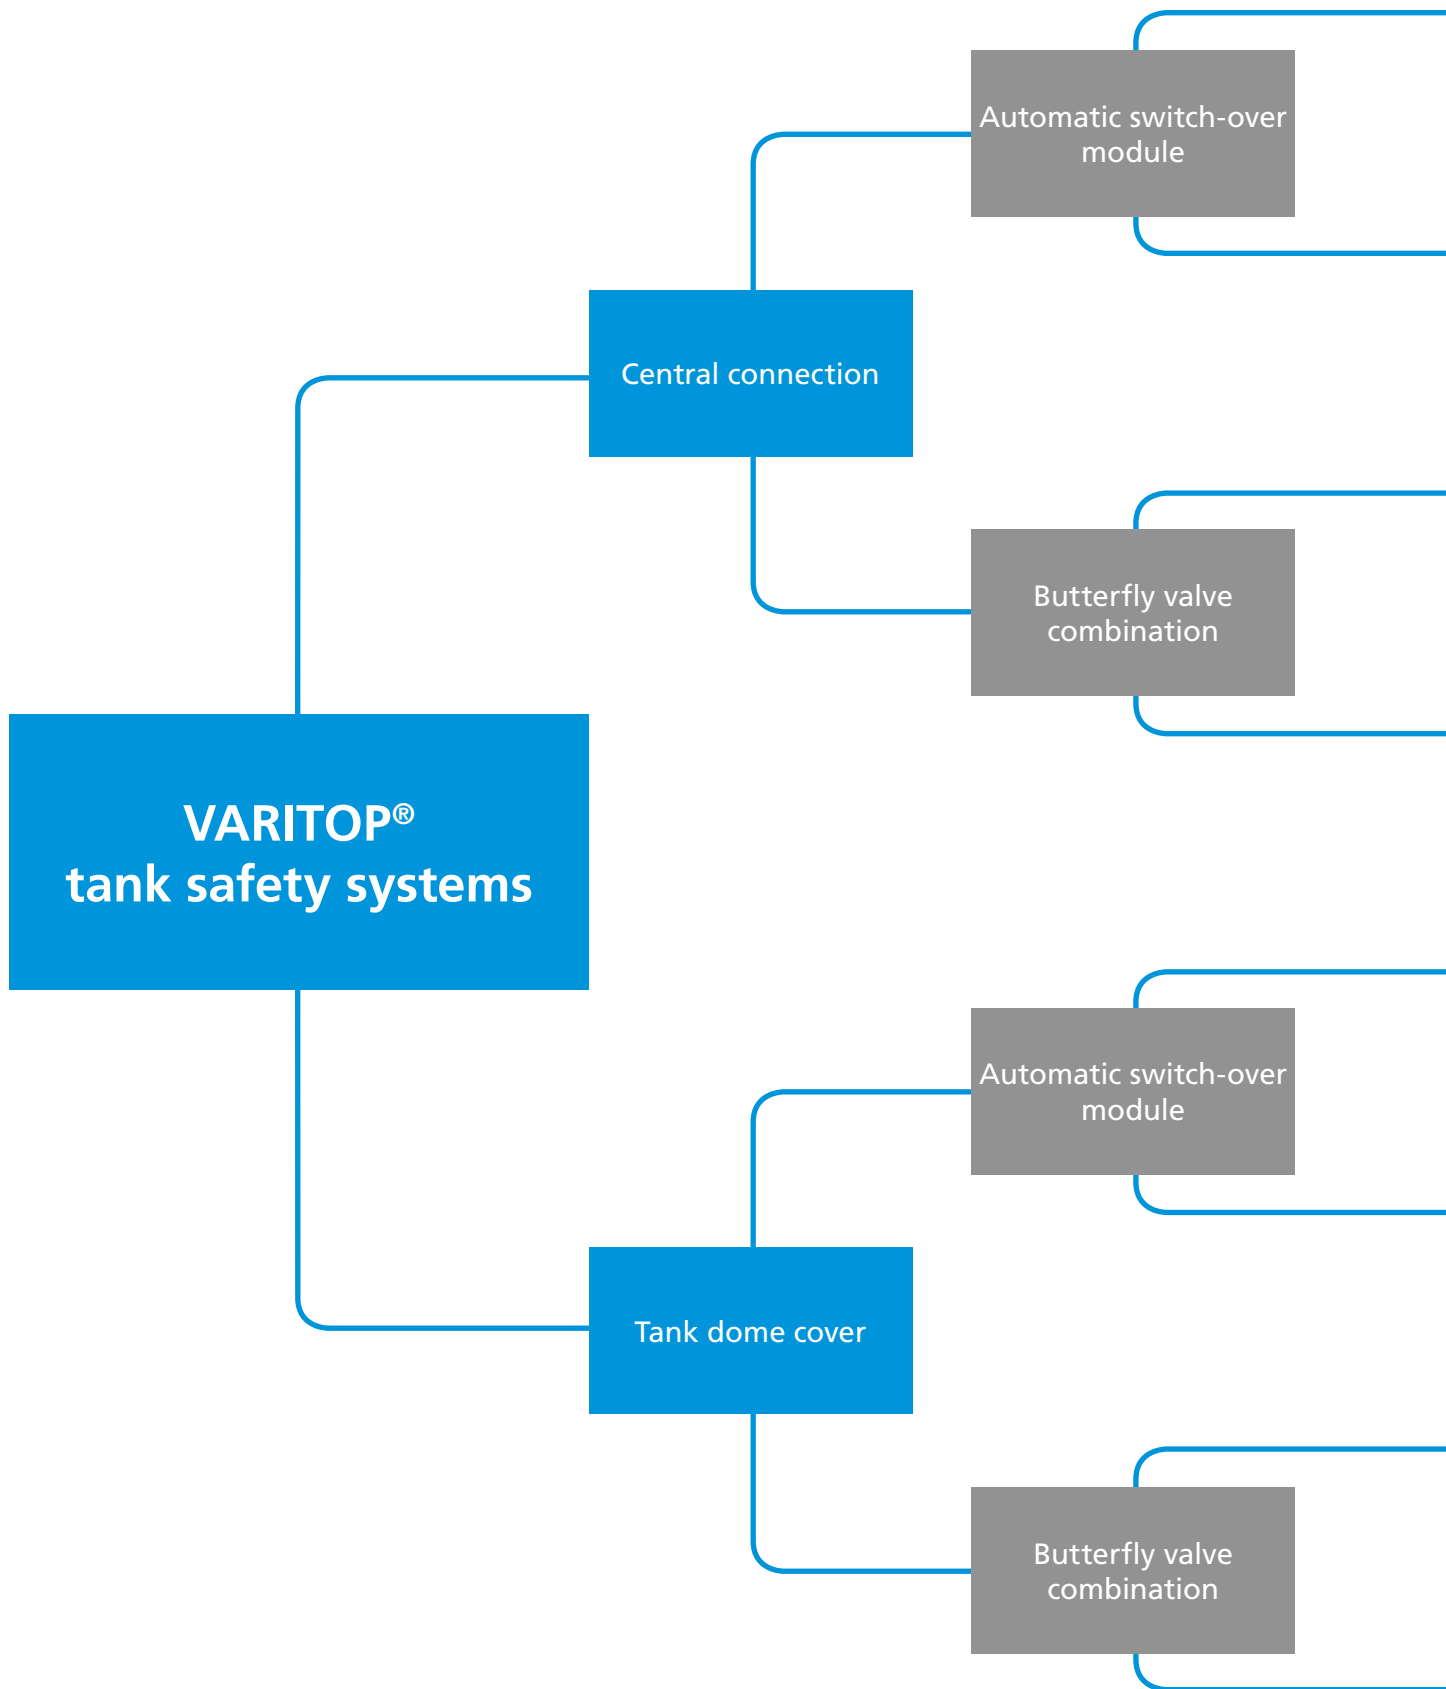 Automatic switch-over
module
Central connection
Butterfly valve
combination
VARITOP®
tank safety systems
Automatic switch-over
module
Tank dome cover
Butterfly valve
combination